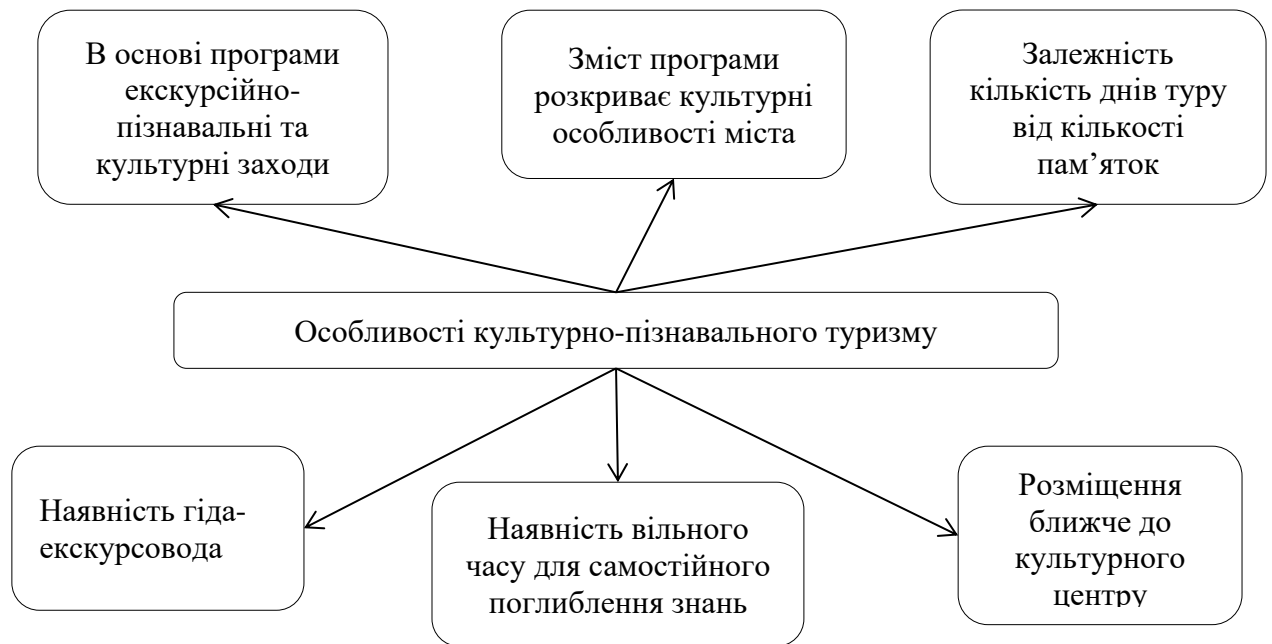 В основі програми
екскурсійно-
пізнавальні та
культурні заходи
Зміст програми
розкриває культурні
особливості міста
Залежність
кількість днів туру
від кількості
пам’яток
Особливості культурно-пізнавального туризму
Наявність гіда-
екскурсовода
Наявність вільного
часу для самостійного
поглиблення знань
Розміщення
ближче до
культурного
центру